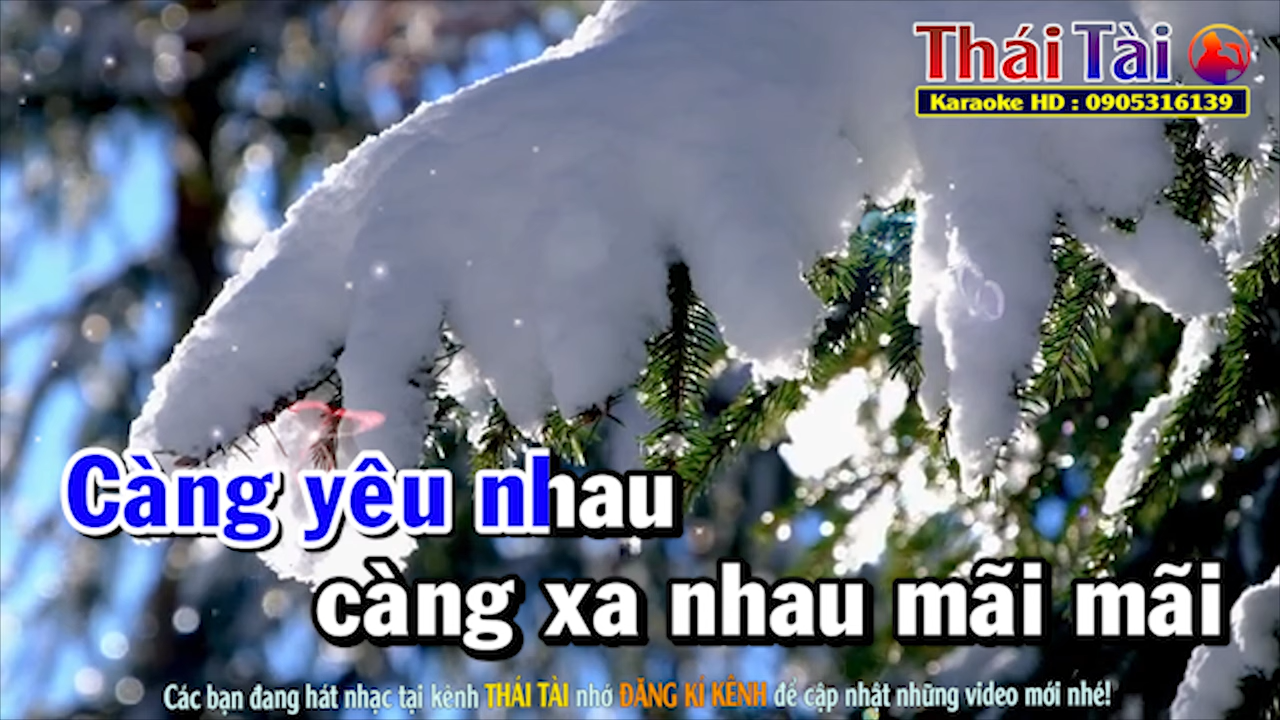 Thái Tài
Karaoke HD : 0905316139
Càng yêu nhau
càng xa nhau mãi mãi
Các bạn đang hát nhạc tại kênh THÁI TÀI nhớ ĐĂNG KÍ KÊNH để cập nhật những video mới nhé!